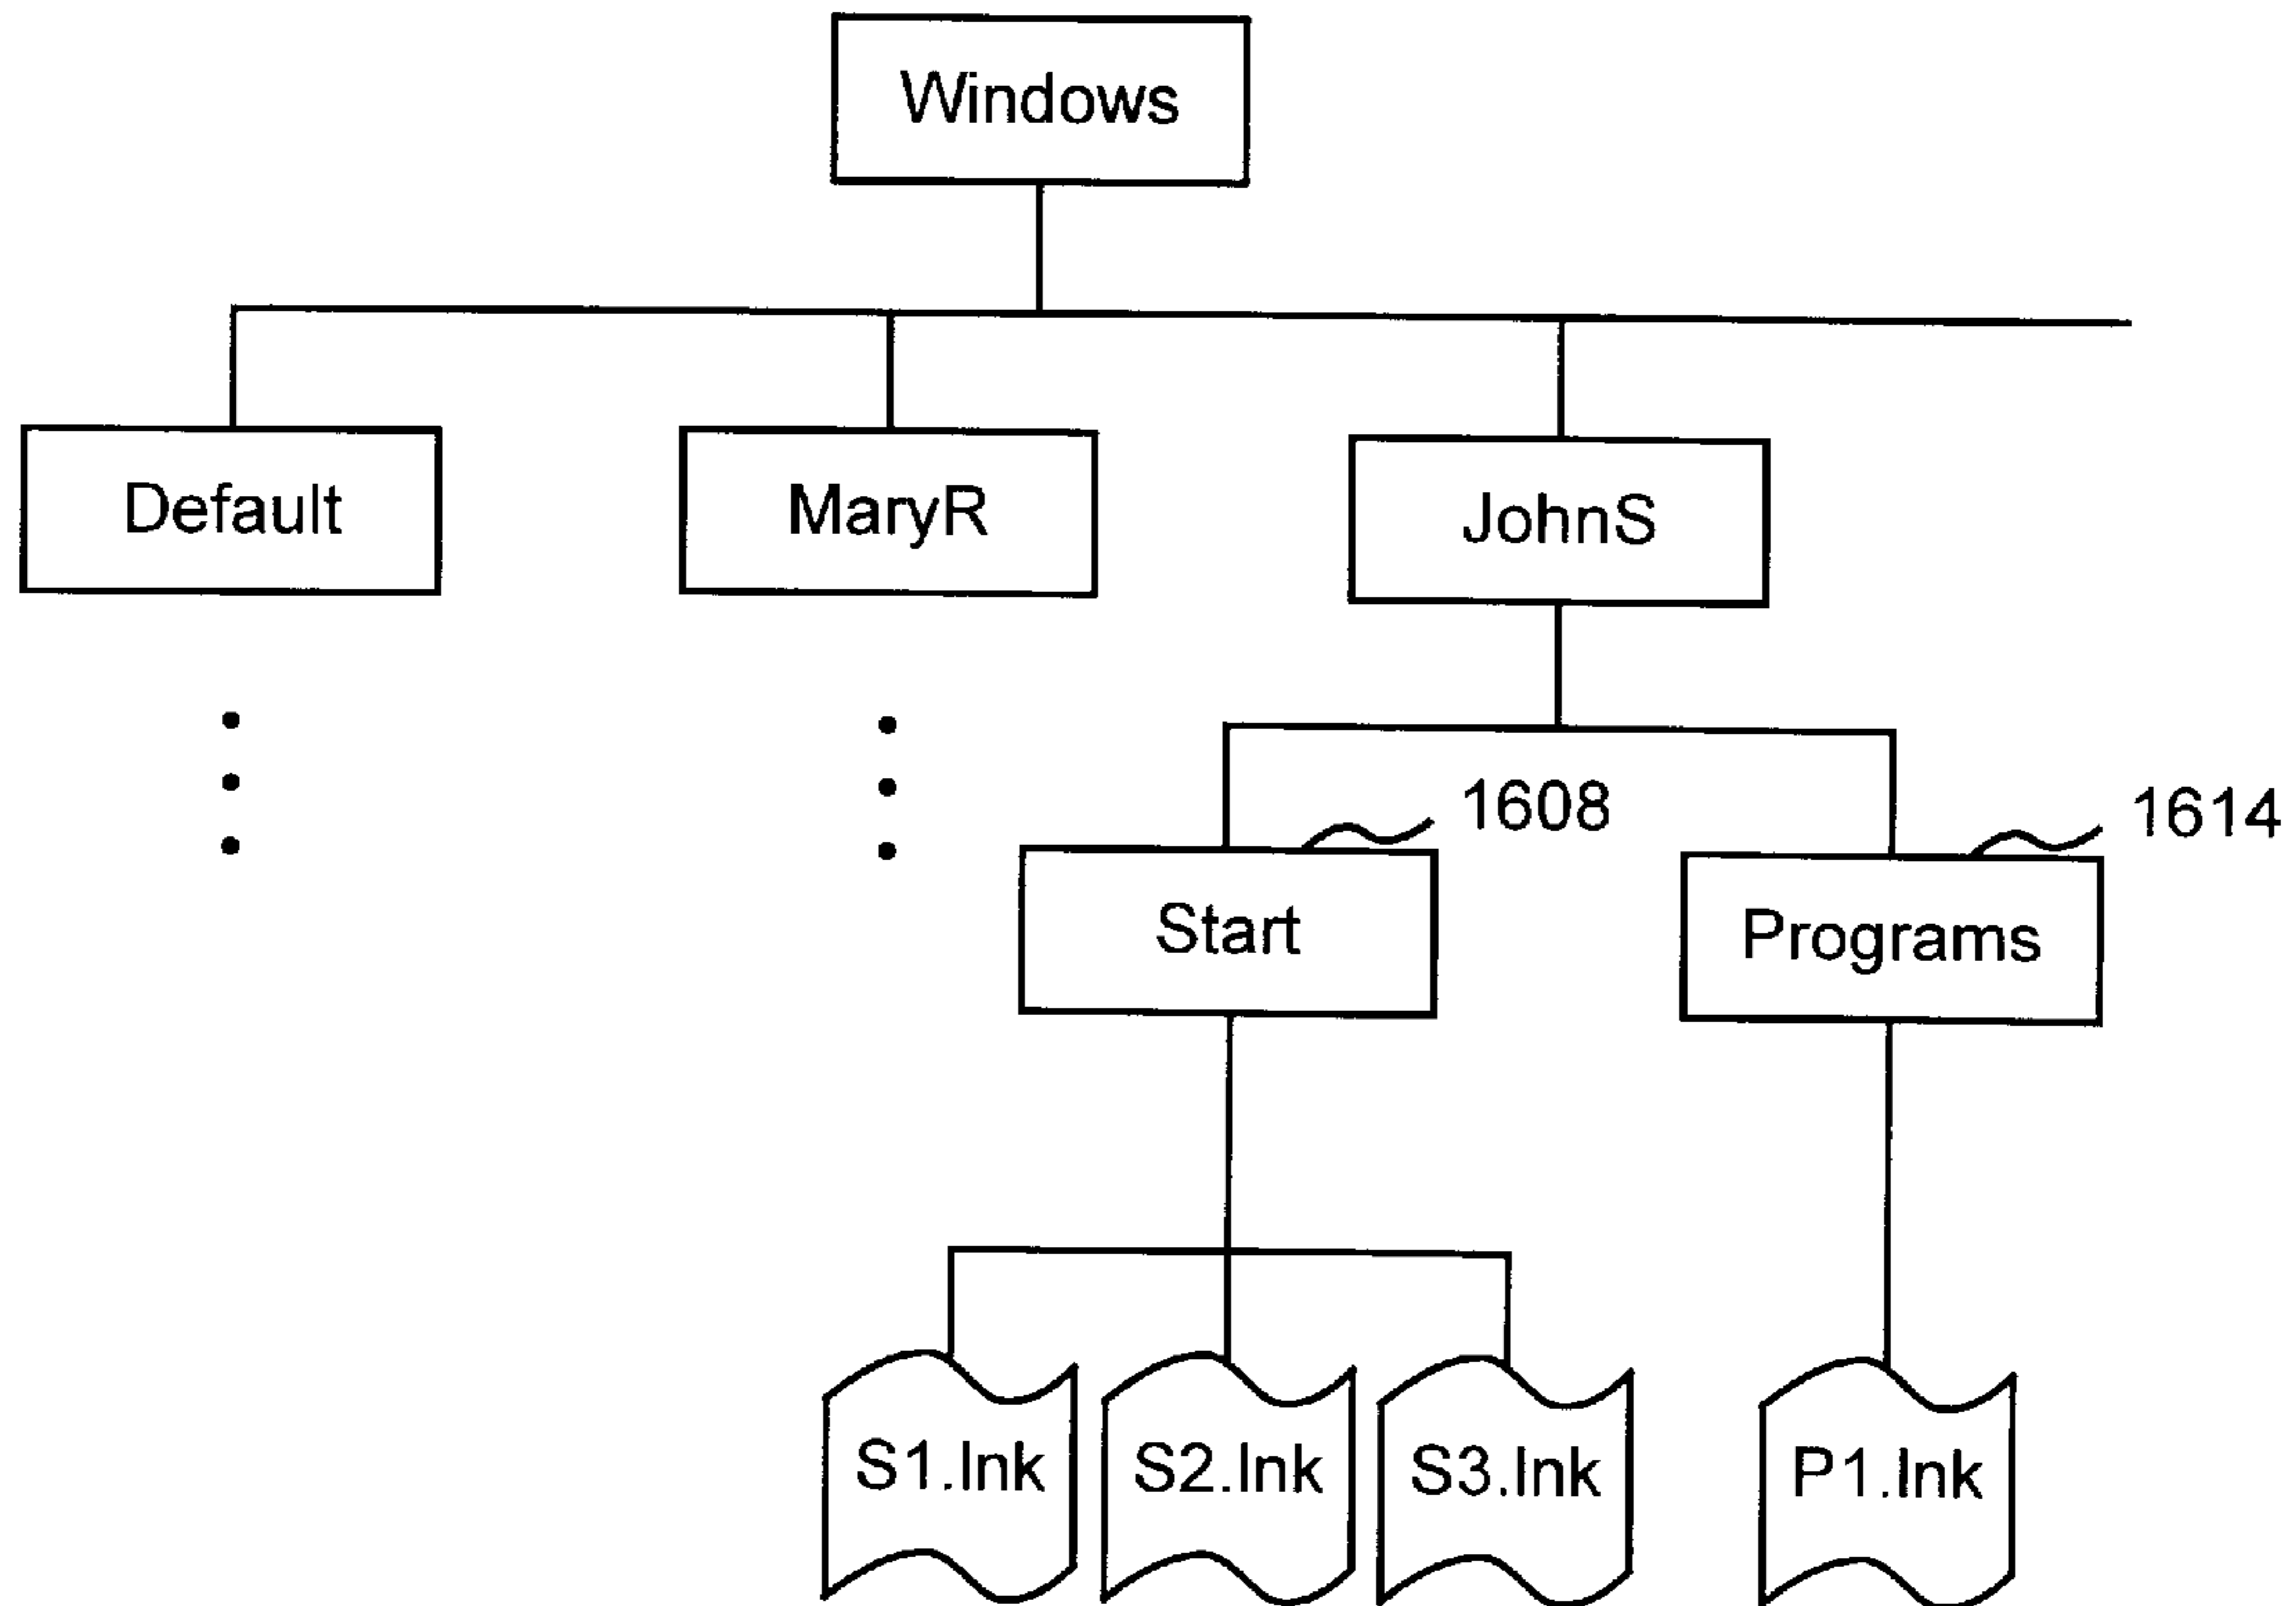 Windows
Default
MaryR
JohnS
1608
1614
Start
Programs
S1.lnk
S2.lnk
S3.lnk
P1.lnk